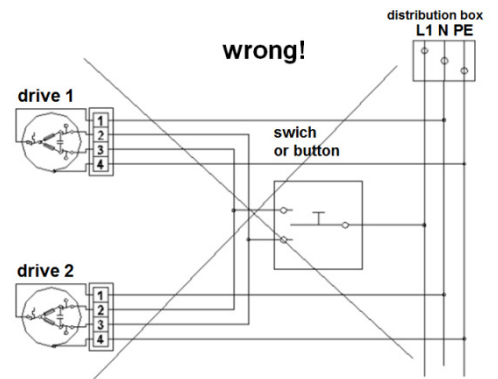 distribution box
L1 N PE
wrong!
drive 1
1
2
3
4
swich
or button
drive 2
1
2
3
4